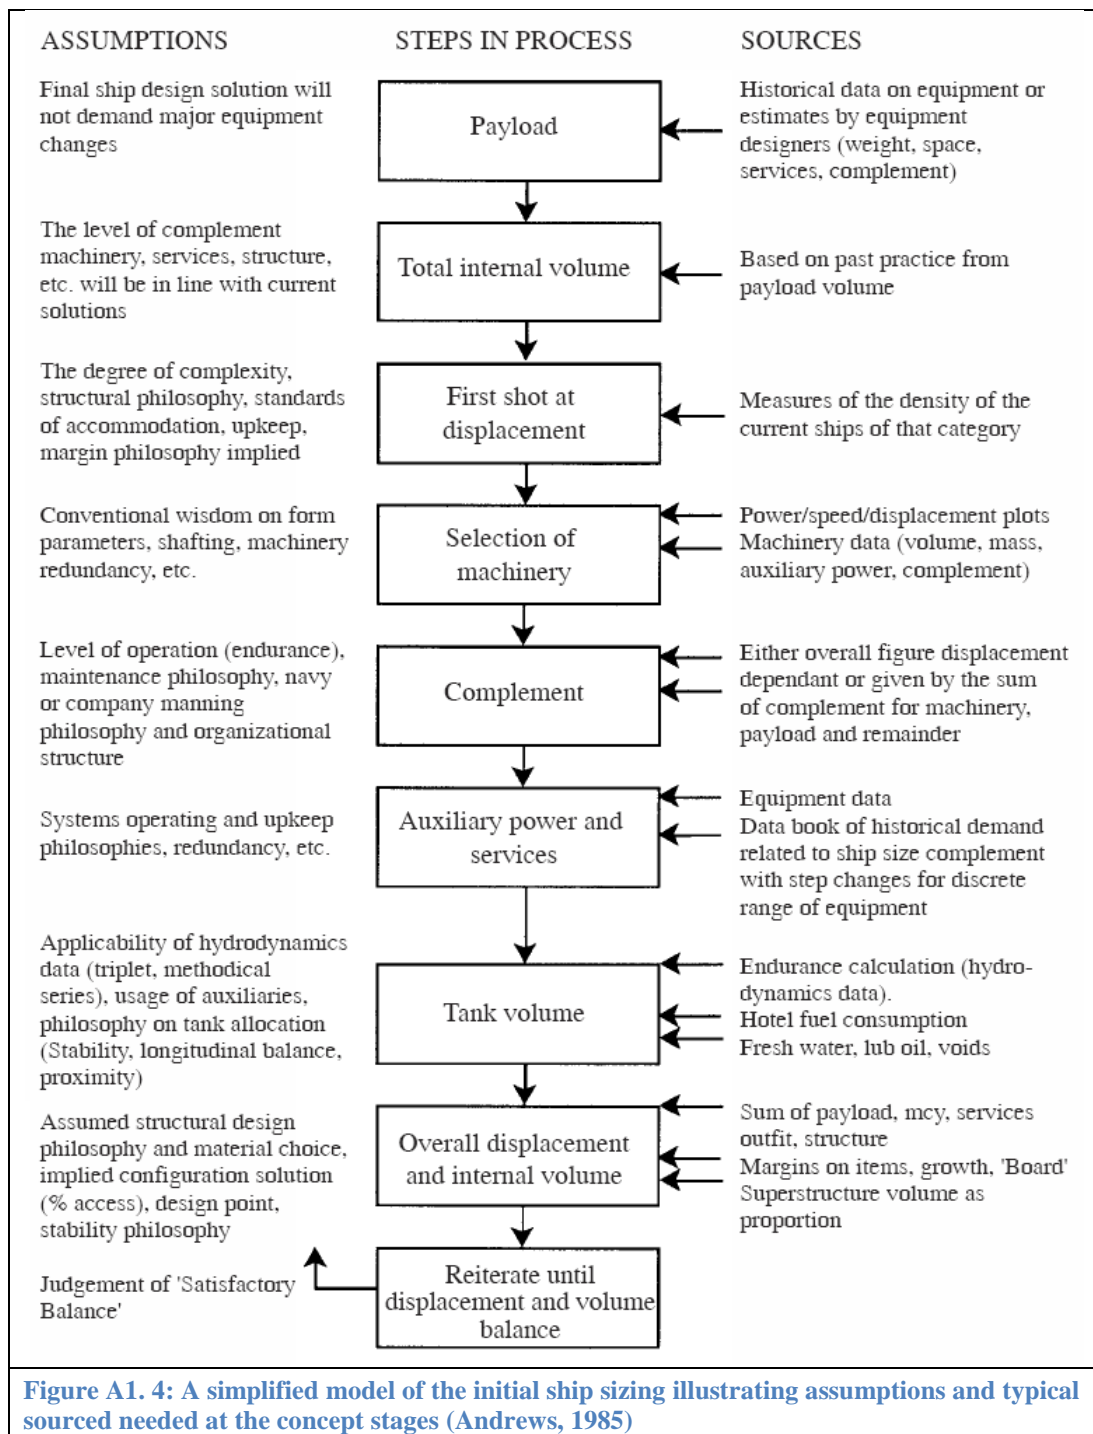 ASSUMPTIONS
STEPS IN PROCESS
SOURCES
Final ship design solution will
not demand major equipment
changes
Payload
Historical data on equipment or
estimates by equipment
designers (weight, space,
services, complement)
The level of complement
machinery, services, structure,
etc. will be in line with current
solutions
Total internal volume
Based on past practice from
payload volume
The degree of complexity,
structural philosophy, standards
of accommodation, upkeep,
margin philosophy implied
First shot at
displacement
Measures of the density of the
current ships of that category
Conventional wisdom on form
parameters, shafting, machinery
redundancy, etc.
Selection of
machinery
Power/speed/displacement plots
Machinery data (volume, mass,
auxiliary power, complement)
Level of operation (endurance),
maintenance philosophy, navy
or company manning
philosophy and organizational
structure
Complement
Either overall figure displacement
dependant or given by the sum
of complement for machinery,
payload and remainder
Systems operating and upkeep
philosophies, redundancy, etc.
Auxiliary power and
services
Equipment data
Data book of historical demand
related to ship size complement
with step changes for discrete
range of equipment
Applicability of hydrodynamics
data (triplet, methodical
series), usage of auxiliaries,
philosophy on tank allocation
(Stability, longitudinal balance,
proximity)
Tank volume
Endurance calculation (hydro-
dynamics data).
Hotel fuel consumption
Fresh water, lub oil, voids
Assumed structural design
philosophy and material choice,
implied configuration solution
(% access), design point,
stability philosophy
Overall displacement
and internal volume
Sum of payload, mcy, services
outfit, structure
Margins on items, growth, 'Board'
Superstructure volume as
proportion
Judgement of 'Satisfactory
Balance'
Reiterate until
displacement and volume
balance
Figure A1. 4: A simplified model of the initial ship sizing illustrating assumptions and typical
sourced needed at the concept stages (Andrews, 1985)